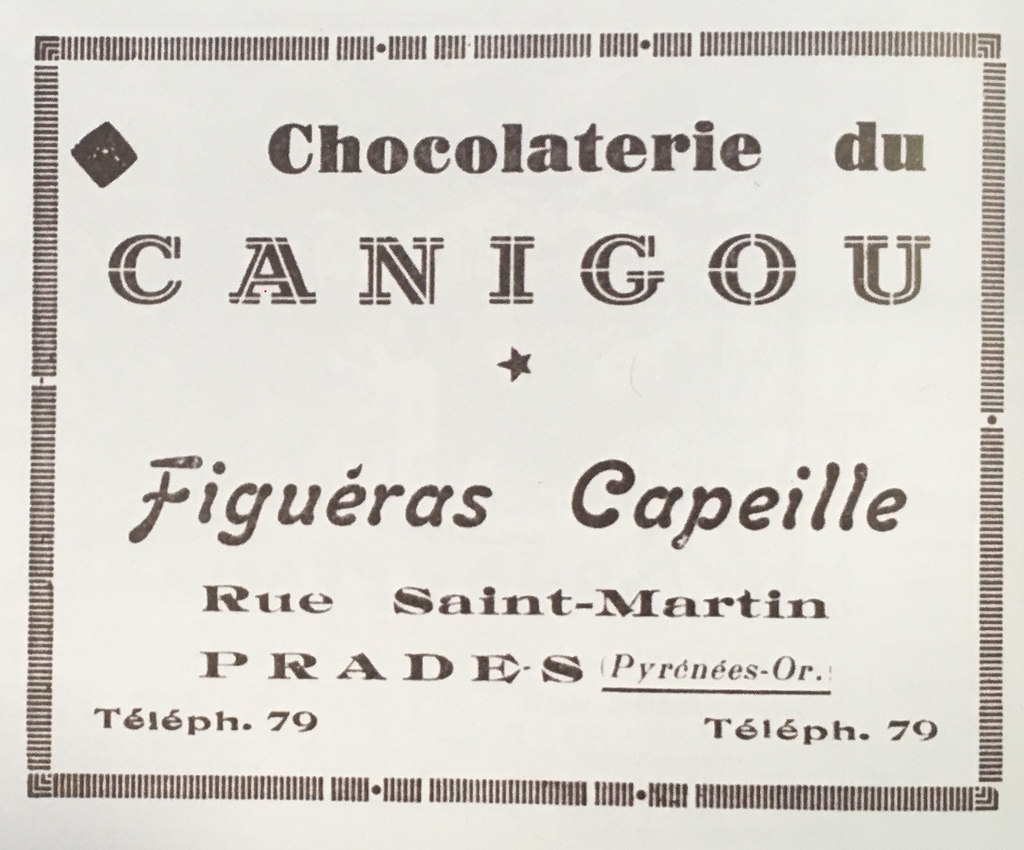 Chocolaterie du
CANIGOU
Figuéras Capeille
Rue Saint-Martin
PRADES (Pyrénées-Or.)
Téléph. 79 Téléph. 79